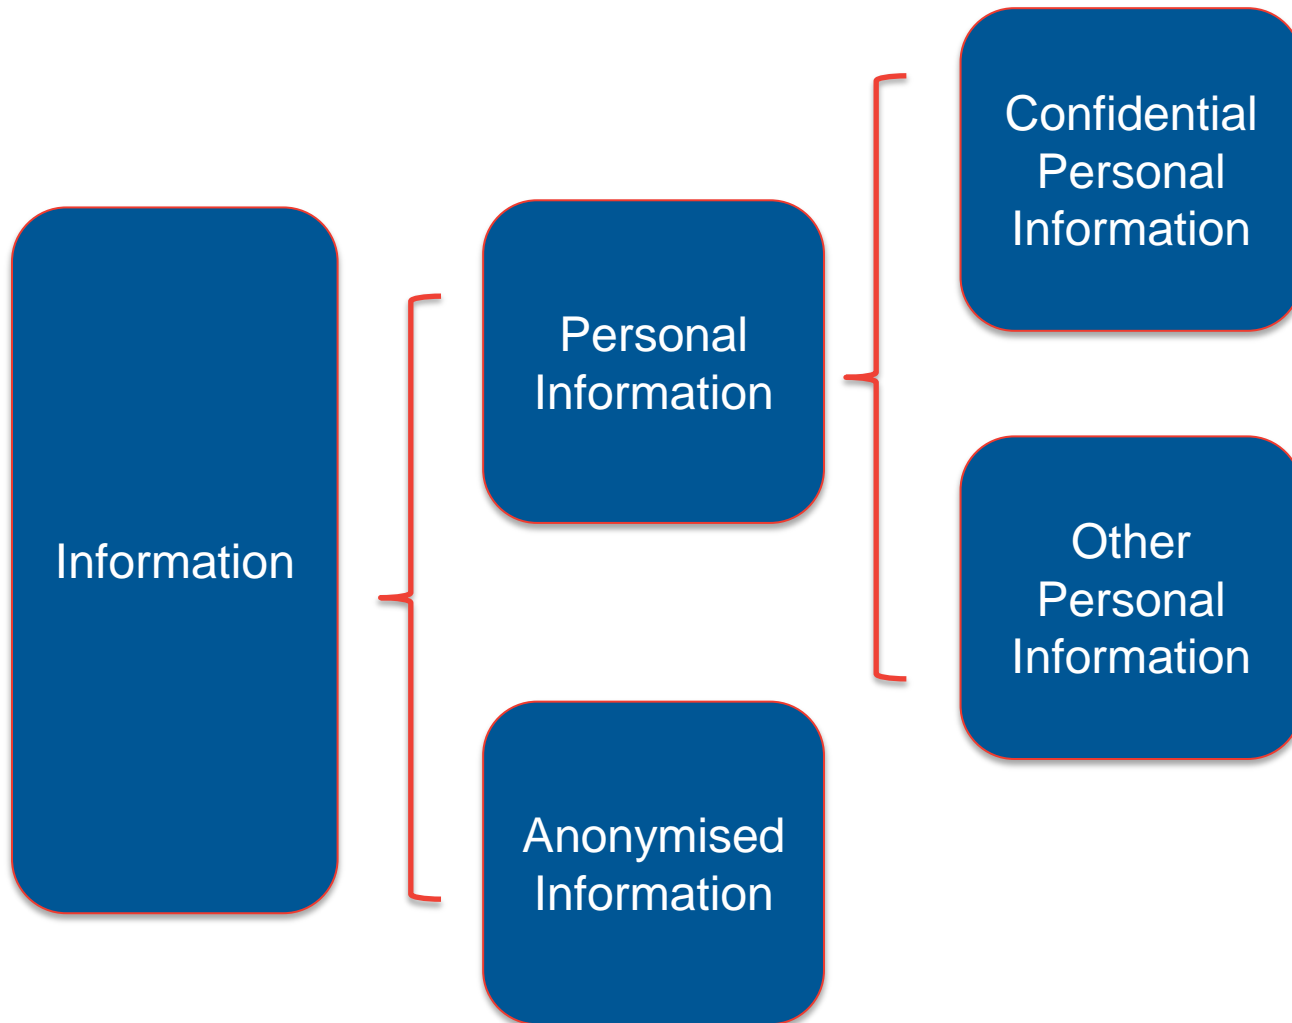 Information
Personal
Information
Anonymised
Information
Confidential
Personal
Information
Other
Personal
Information